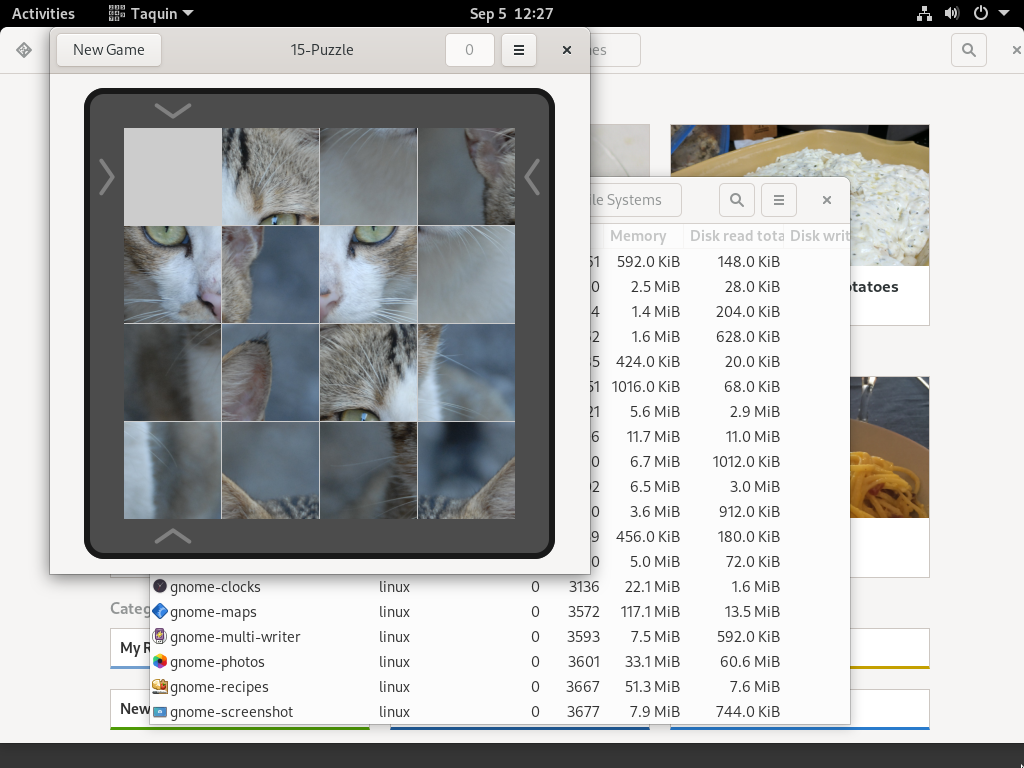 Activities Taquin Sep 5 12:27
New Game 15-Puzzle 0
Memory Disk read tota Disk writ
592.0 KiB 148.0 KiB
2.5 MiB 28.0 KiB
1.4 MiB 204.0 KiB
1.6 MiB 628.0 KiB
424.0 KiB 20.0 KiB
1016.0 KiB 68.0 KiB
5.6 MiB 2.9 MiB
11.7 MiB 11.0 MiB
6.7 MiB 1012.0 KiB
6.5 MiB 3.0 MiB
3.6 MiB 912.0 KiB
456.0 KiB 180.0 KiB
5.0 MiB 72.0 KiB
gnome-clocks linux 0 3136 22.1 MiB 1.6 MiB
gnome-maps linux 0 3572 117.1 MiB 13.5 MiB
gnome-multi-writer linux 0 3593 7.5 MiB 592.0 KiB
gnome-photos linux 0 3601 33.1 MiB 60.6 MiB
gnome-recipes linux 0 3667 51.3 MiB 7.6 MiB
gnome-screenshot linux 0 3677 7.9 MiB 744.0 KiB
le Systems
otatoes
Categ
My R
New